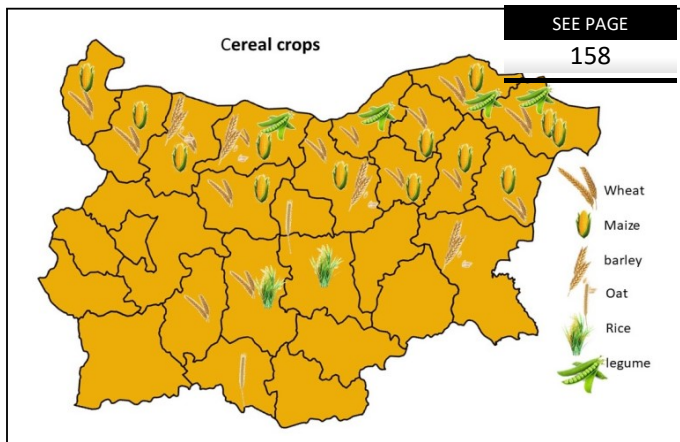 SEE PAGE
158
Cereal crops
Wheat
Maize
barley
Oat
Rice
legume